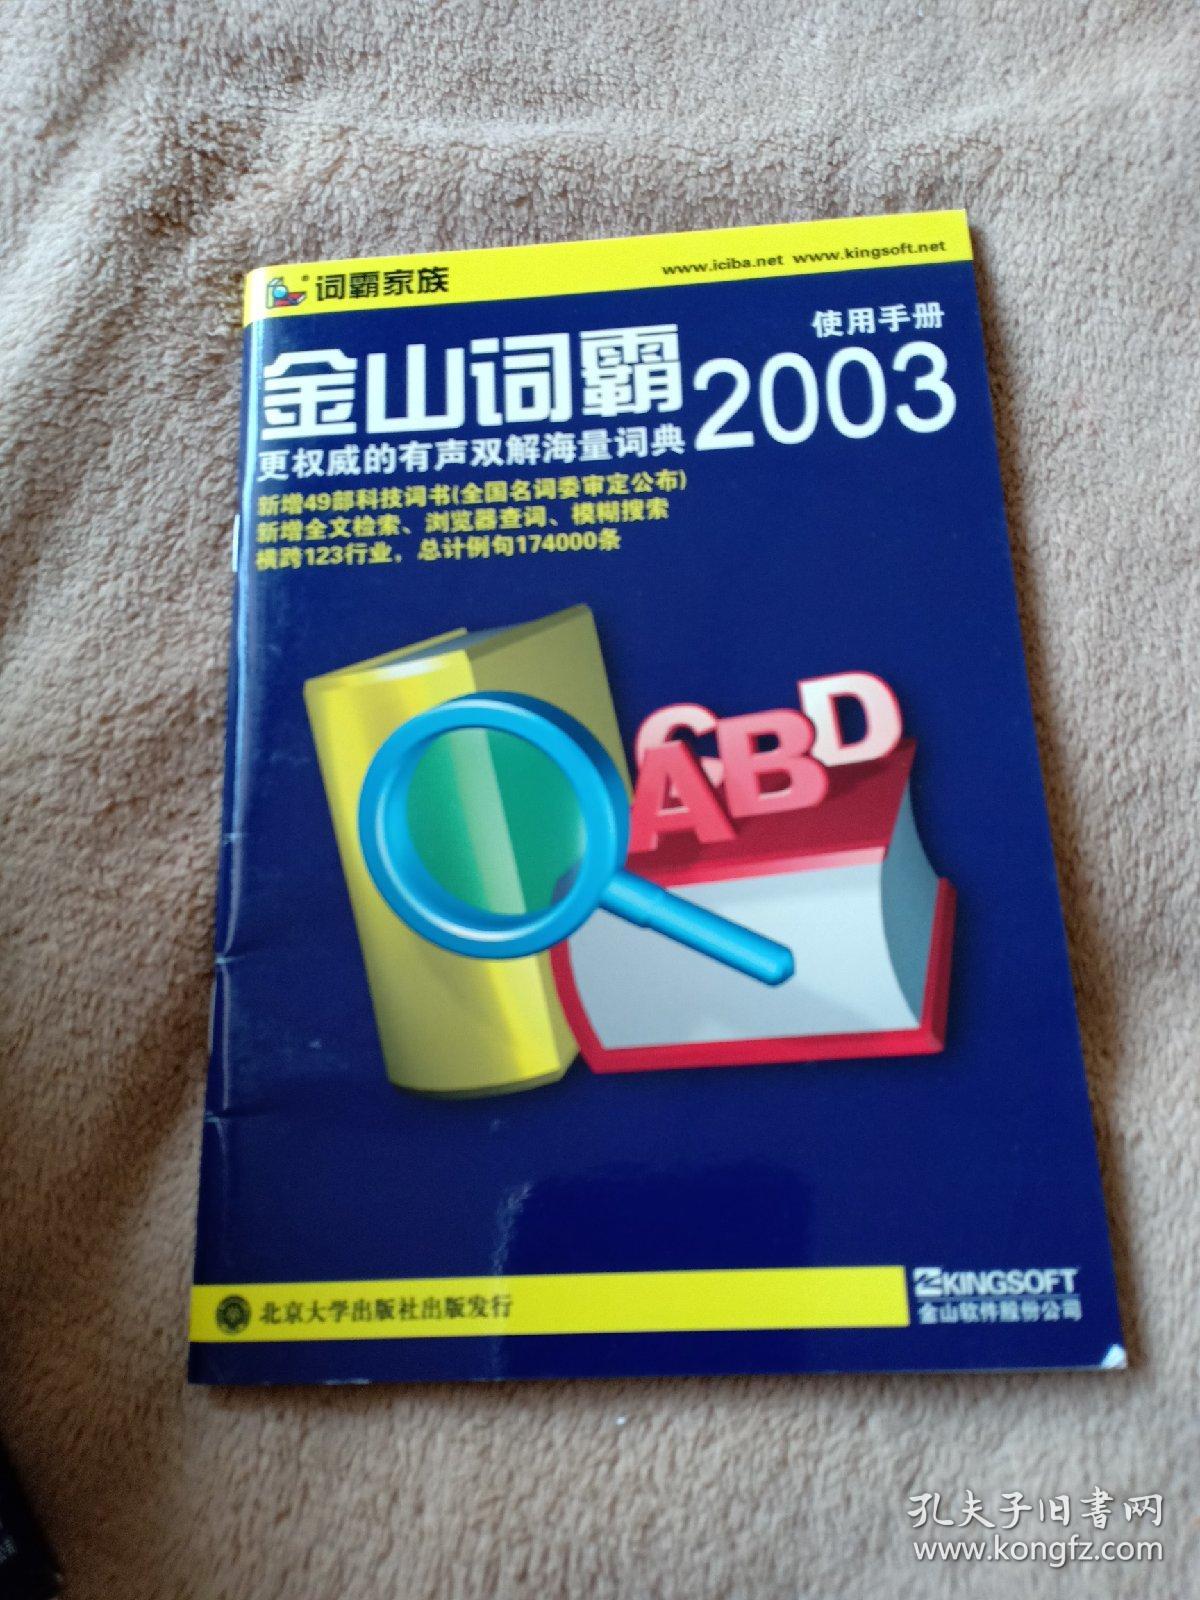 词霸家族
www.iciba.net www.kingsoft.net
使用手册
金山词霸2003
更权威的有声双解海量词典
新增49部科技词书(全国名词委审定公布)
新增全文检索、浏览器查词、模糊搜索
横跨123行业，总计例句174000条
CABD
北京大学出版社出版发行
KINGSOFT
金山软件股份公司
孔夫子旧书网
www.kongfz.com